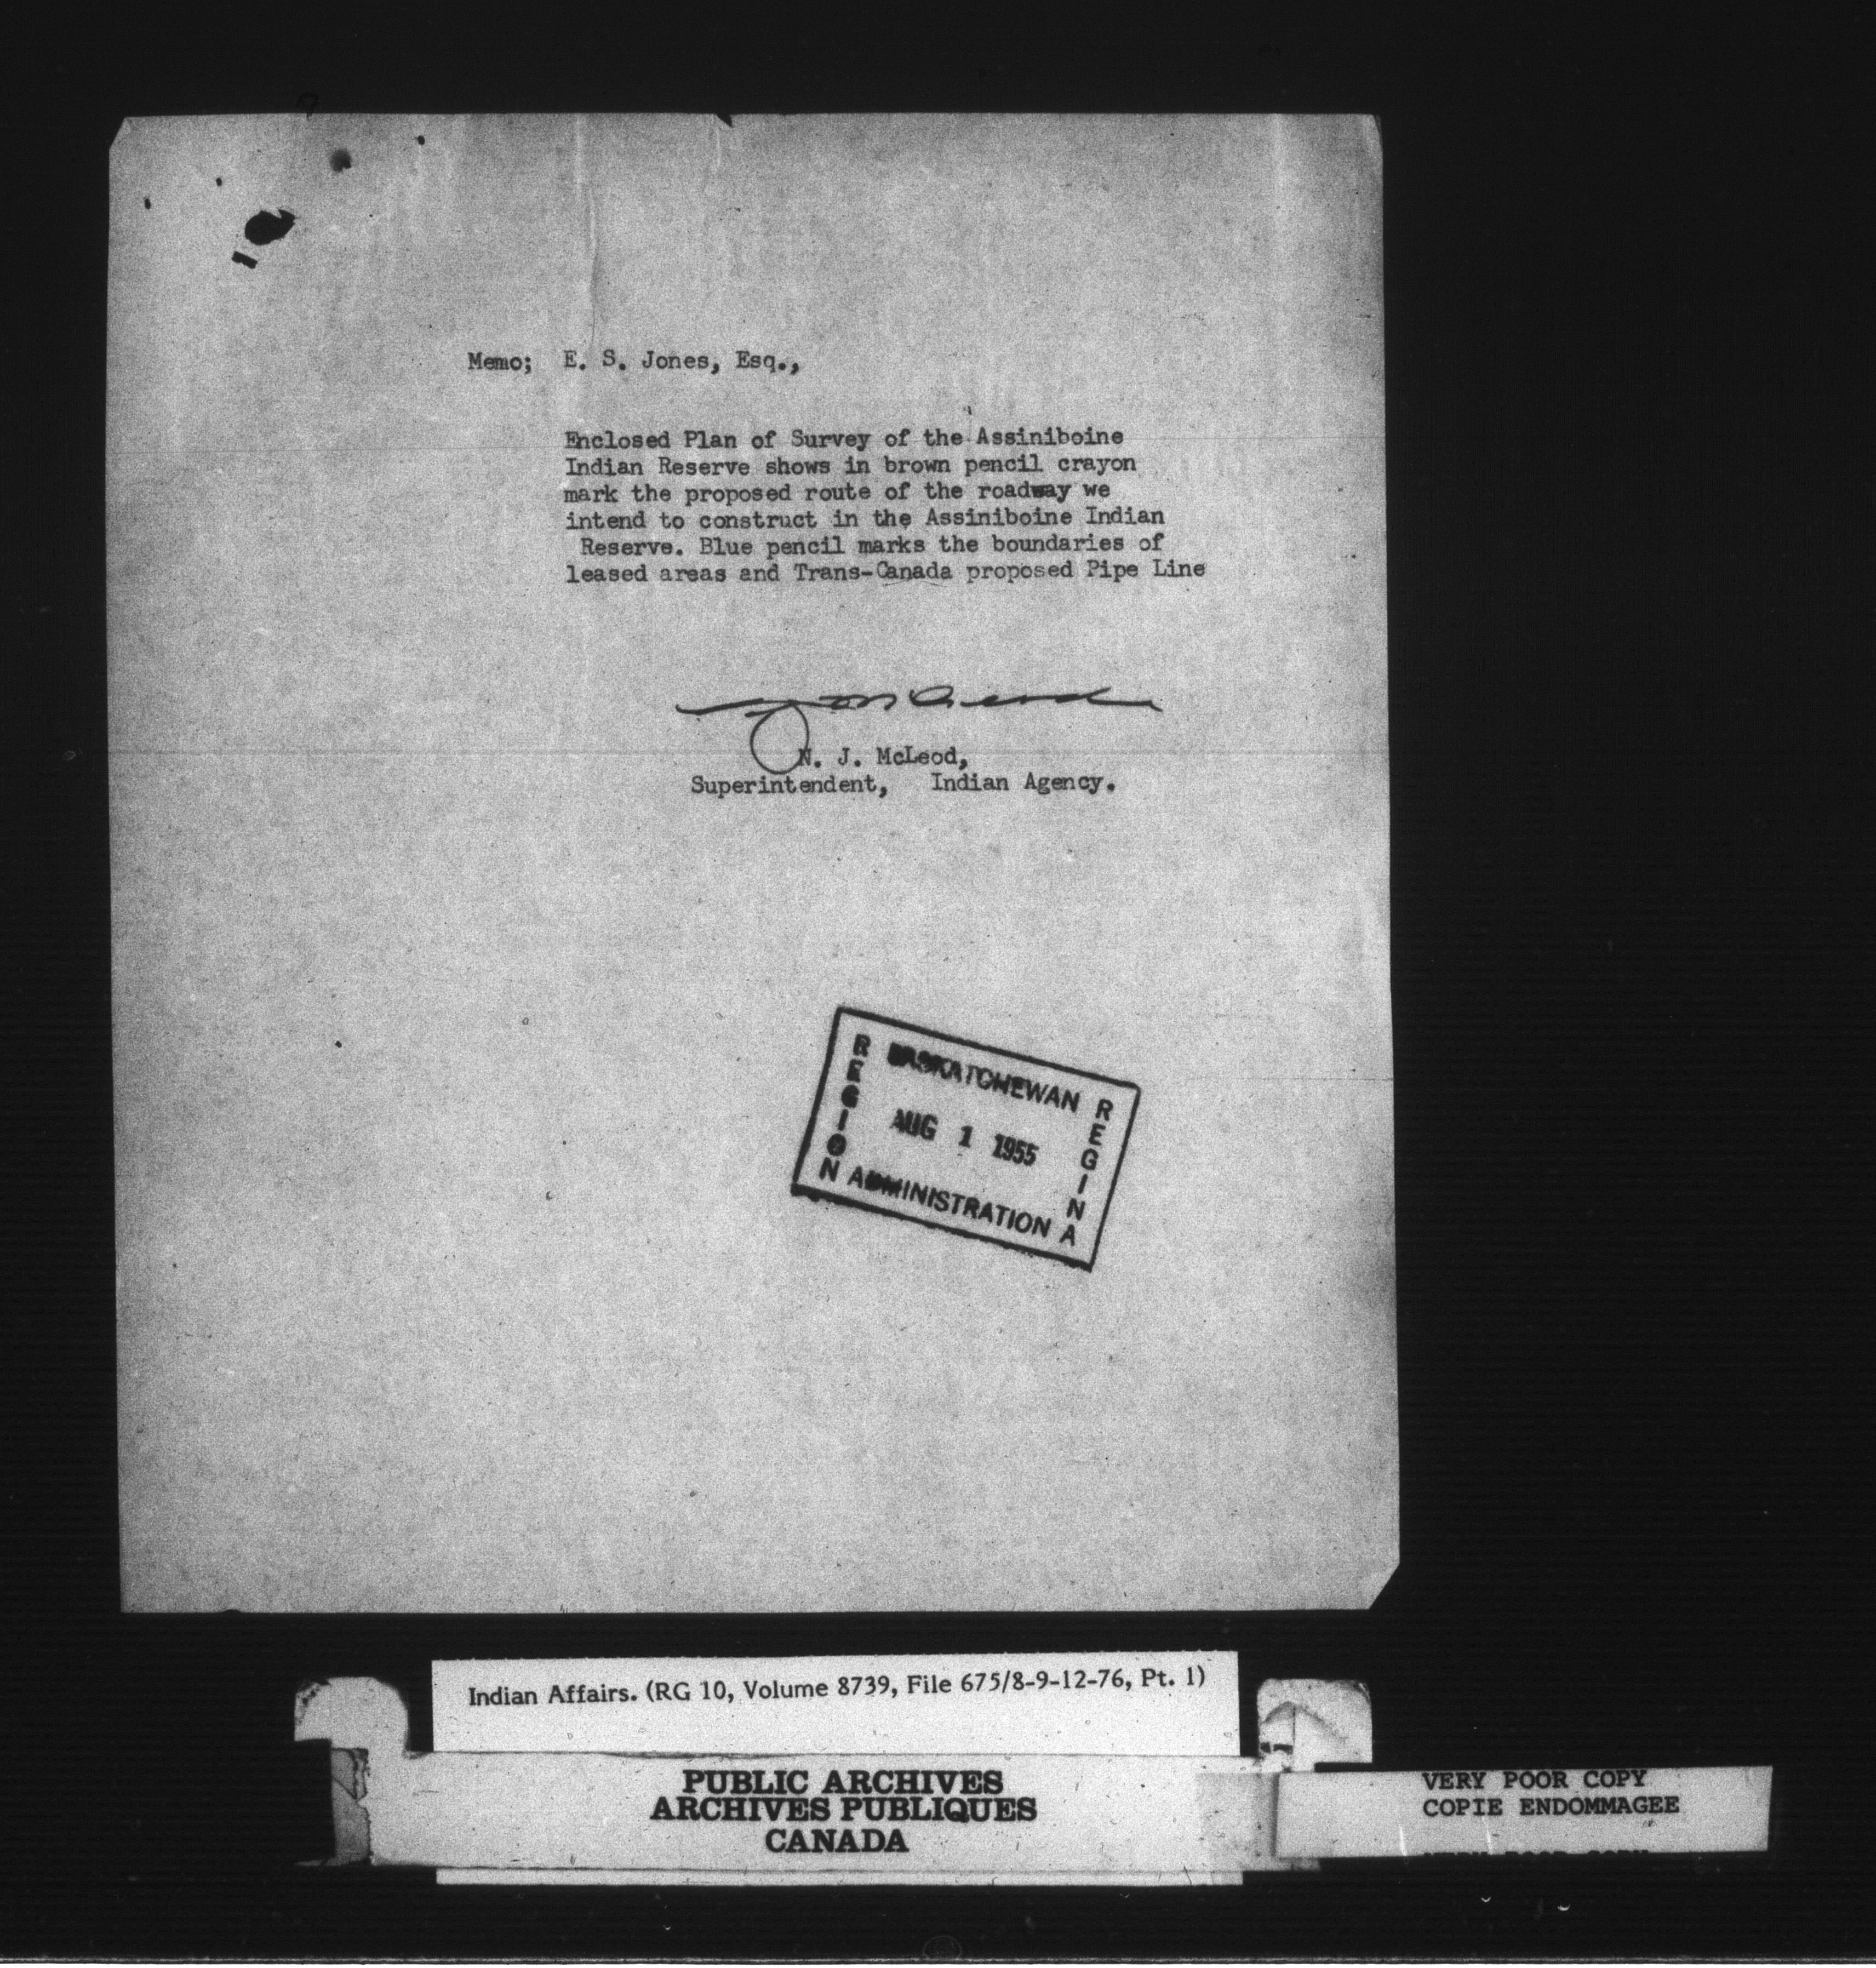 Memo; E. S. Jones, Esq.,
Enclosed Plan of Survey of the Assiniboine
Indian Reserve shows in brown pencil crayon
mark the proposed route of the roadway we
intend to construct in the Assiniboine Indian
Reserve. Blue pencil marks the boundaries of
leased areas and Trans-Canada proposed Pipe Line
N. J. McLeod,
Superintendent, Indian Agency.
SASKATCHEWAN
REGION
AUG 1 1955
REGINA
ADMINISTRATION
Indian Affairs. (RG 10, Volume 8739, File 675/8-9-12-76, Pt. 1)
PUBLIC ARCHIVES
ARCHIVES PUBLIQUES
CANADA
VERY POOR COPY
COPIE ENDOMMAGEE